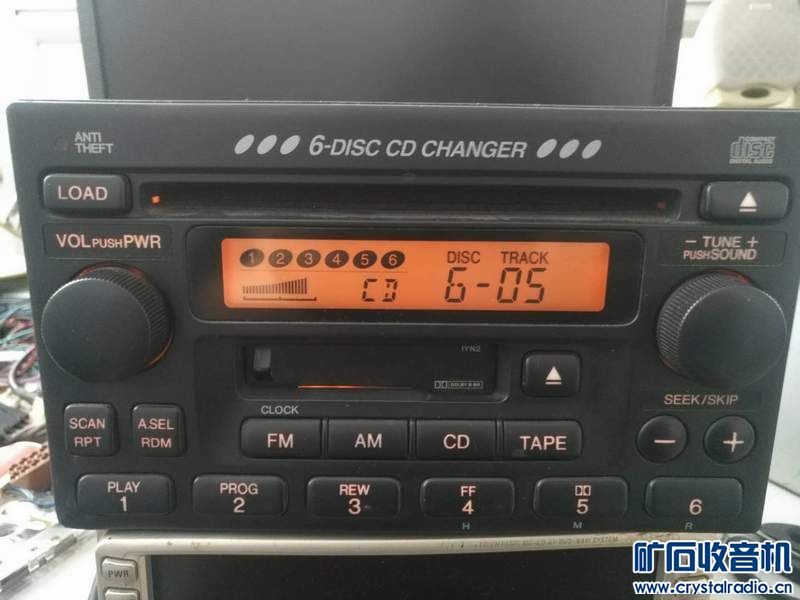 ANTI
THEFT
6-DISC CD CHANGER
COMPACT
disc
DIGITAL AUDIO
LOAD
VOL PUSH PWR
1 2 3 4 5 6
DISC TRACK
CD 6-05
- TUNE +
PUSH SOUND
1YN2
DOLBY B NR
SEEK/SKIP
CLOCK
SCAN
RPT
A.SEL
RDM
FM
AM
CD
TAPE
- +
PLAY
1
PROG
2
REW
3
FF
4
5
6
H
M
R
PWR
矿石收音机
www.crystalradio.cn